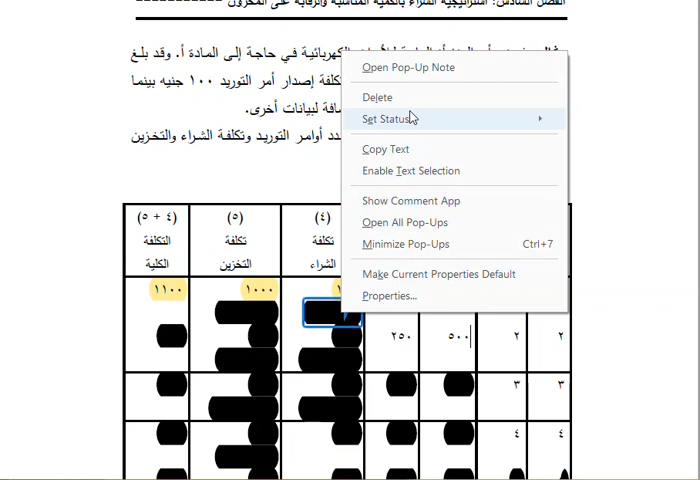 الفصل السادس: استراتيجية الشراء بالكمية المناسبة والرقابة على المخزون
الكهربائية في حاجة إلى المادة أ. وقد بلغ
تكلفة إصدار أمر التوريد ١٠٠ جنيه بينما
افة لبيانات أخرى.
دد أوامر التوريد وتكلفة الشراء والتخزين
Open Pop-Up Note
Delete
Set Status
Copy Text
Enable Text Selection
Show Comment App
Open All Pop-Ups
Minimize Pop-Ups Ctrl+7
Make Current Properties Default
Properties...
(٤) (٥) (٤ + ٥)
تكلفة تكلفة التكلفة
الشراء التخزين الكلية
١٠٠٠ ١١٠٠
٢ ٢ ٥٠٠ ٢٥٠
٣ ٣
٤ ٤